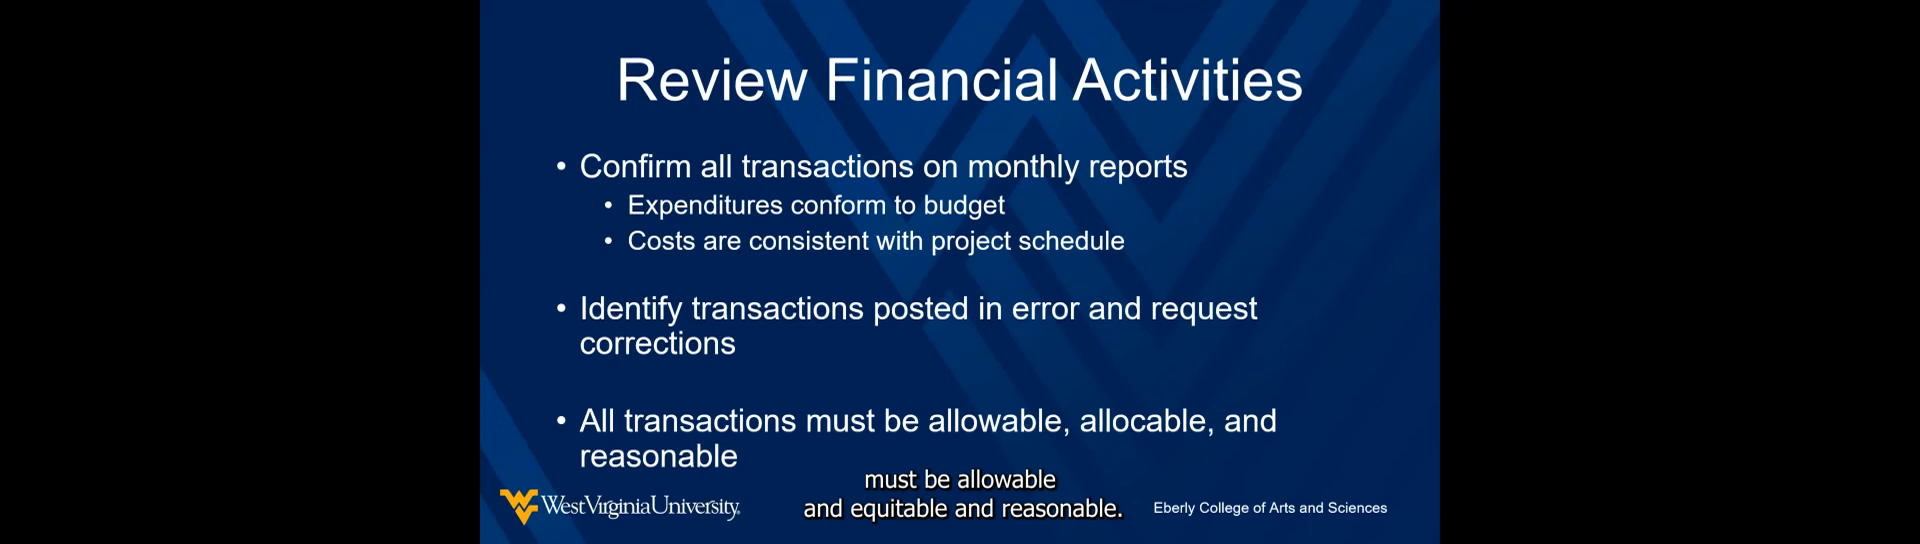 Review Financial Activities
• Confirm all transactions on monthly reports
• Expenditures conform to budget
• Costs are consistent with project schedule
• Identify transactions posted in error and request
corrections
• All transactions must be allowable, allocable, and
reasonable
must be allowable
and equitable and reasonable.
WestVirginiaUniversity.
Eberly College of Arts and Sciences